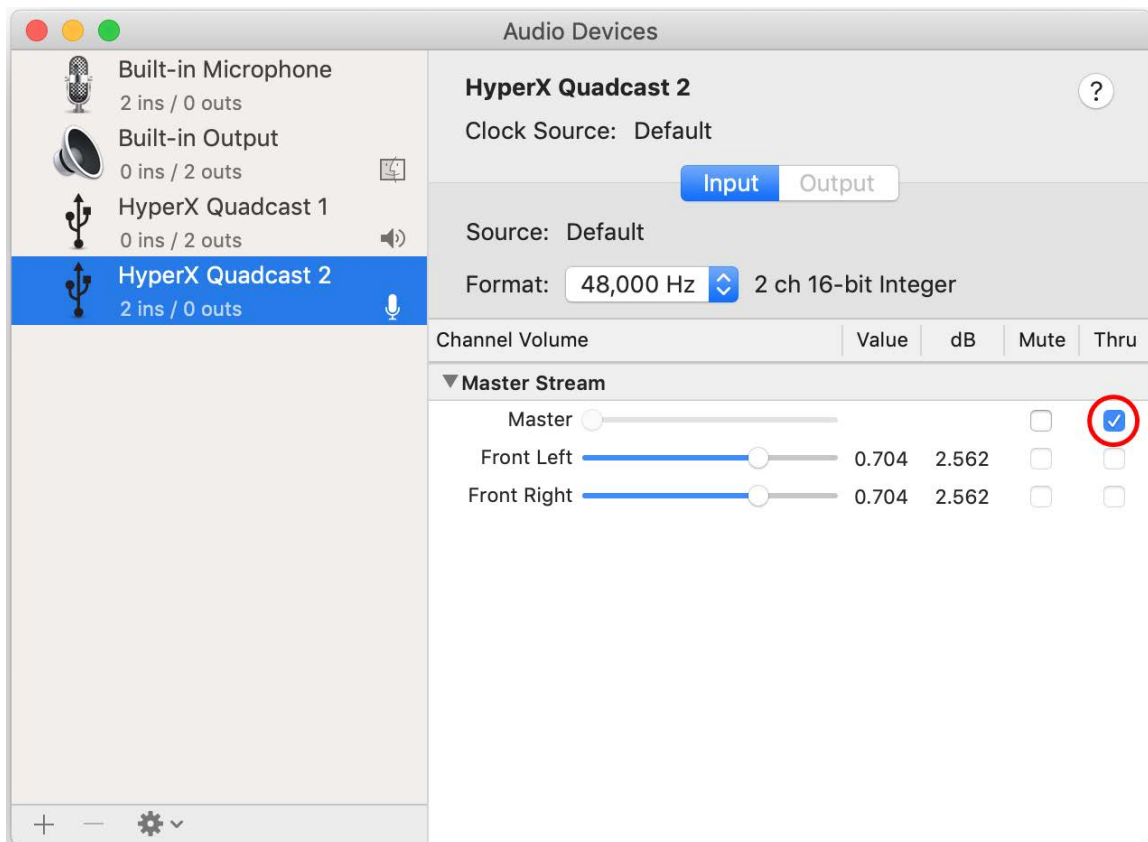 Audio Devices
Built-in Microphone
2 ins / 0 outs
Built-in Output
0 ins / 2 outs
HyperX Quadcast 1
0 ins / 2 outs
HyperX Quadcast 2
2 ins / 0 outs
HyperX Quadcast 2
?
Clock Source: Default
Input Output
Source: Default
Format: 48,000 Hz 2 ch 16-bit Integer
Channel Volume Value dB Mute Thru
Master Stream
Master
Front Left 0.704 2.562
Front Right 0.704 2.562